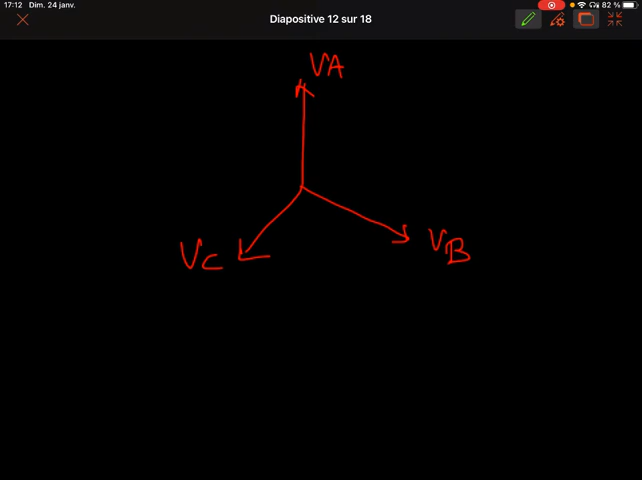 17:12 Dim. 24 janv.
82 %
Diapositive 12 sur 18
VA
VB
VC